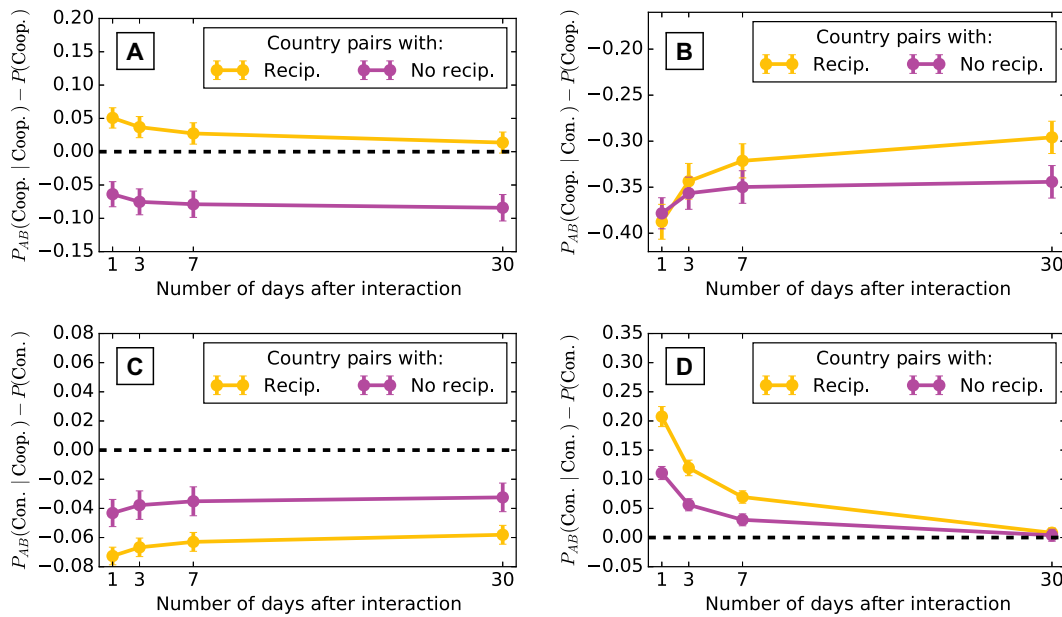 A
Country pairs with:
Recip. No recip.
P_AB(Coop. | Coop.) − P(Coop.)
0.20
0.15
0.10
0.05
0.00
−0.05
−0.10
−0.15
1 3 7 30
Number of days after interaction
B
Country pairs with:
Recip. No recip.
P_AB(Coop. | Con.) − P(Coop.)
−0.20
−0.25
−0.30
−0.35
−0.40
1 3 7 30
Number of days after interaction
C
Country pairs with:
Recip. No recip.
P_AB(Con. | Coop.) − P(Con.)
0.08
0.06
0.04
0.02
0.00
−0.02
−0.04
−0.06
−0.08
1 3 7 30
Number of days after interaction
D
Country pairs with:
Recip. No recip.
P_AB(Con. | Con.) − P(Con.)
0.35
0.30
0.25
0.20
0.15
0.10
0.05
0.00
0.05
1 3 7 30
Number of days after interaction